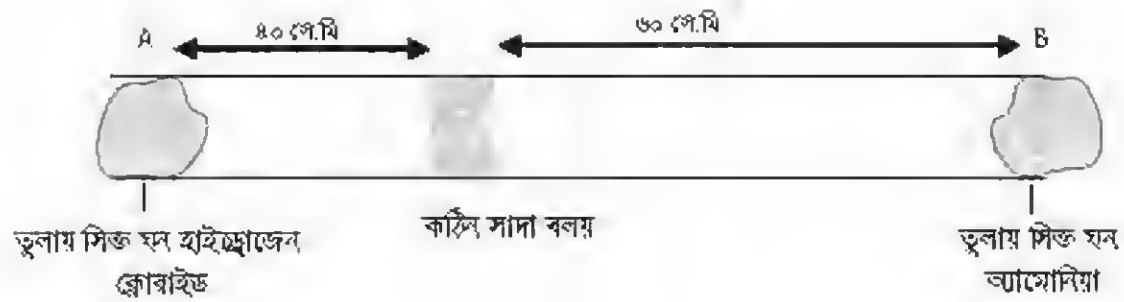 A ৪০ সে.মি ৬০ সে.মি B
তুলায় সিক্ত ঘন হাইড্রোজেন
ক্লোরাইড
কঠিন সাদা বলয়
তুলায় সিক্ত ঘন
অ্যামোনিয়া